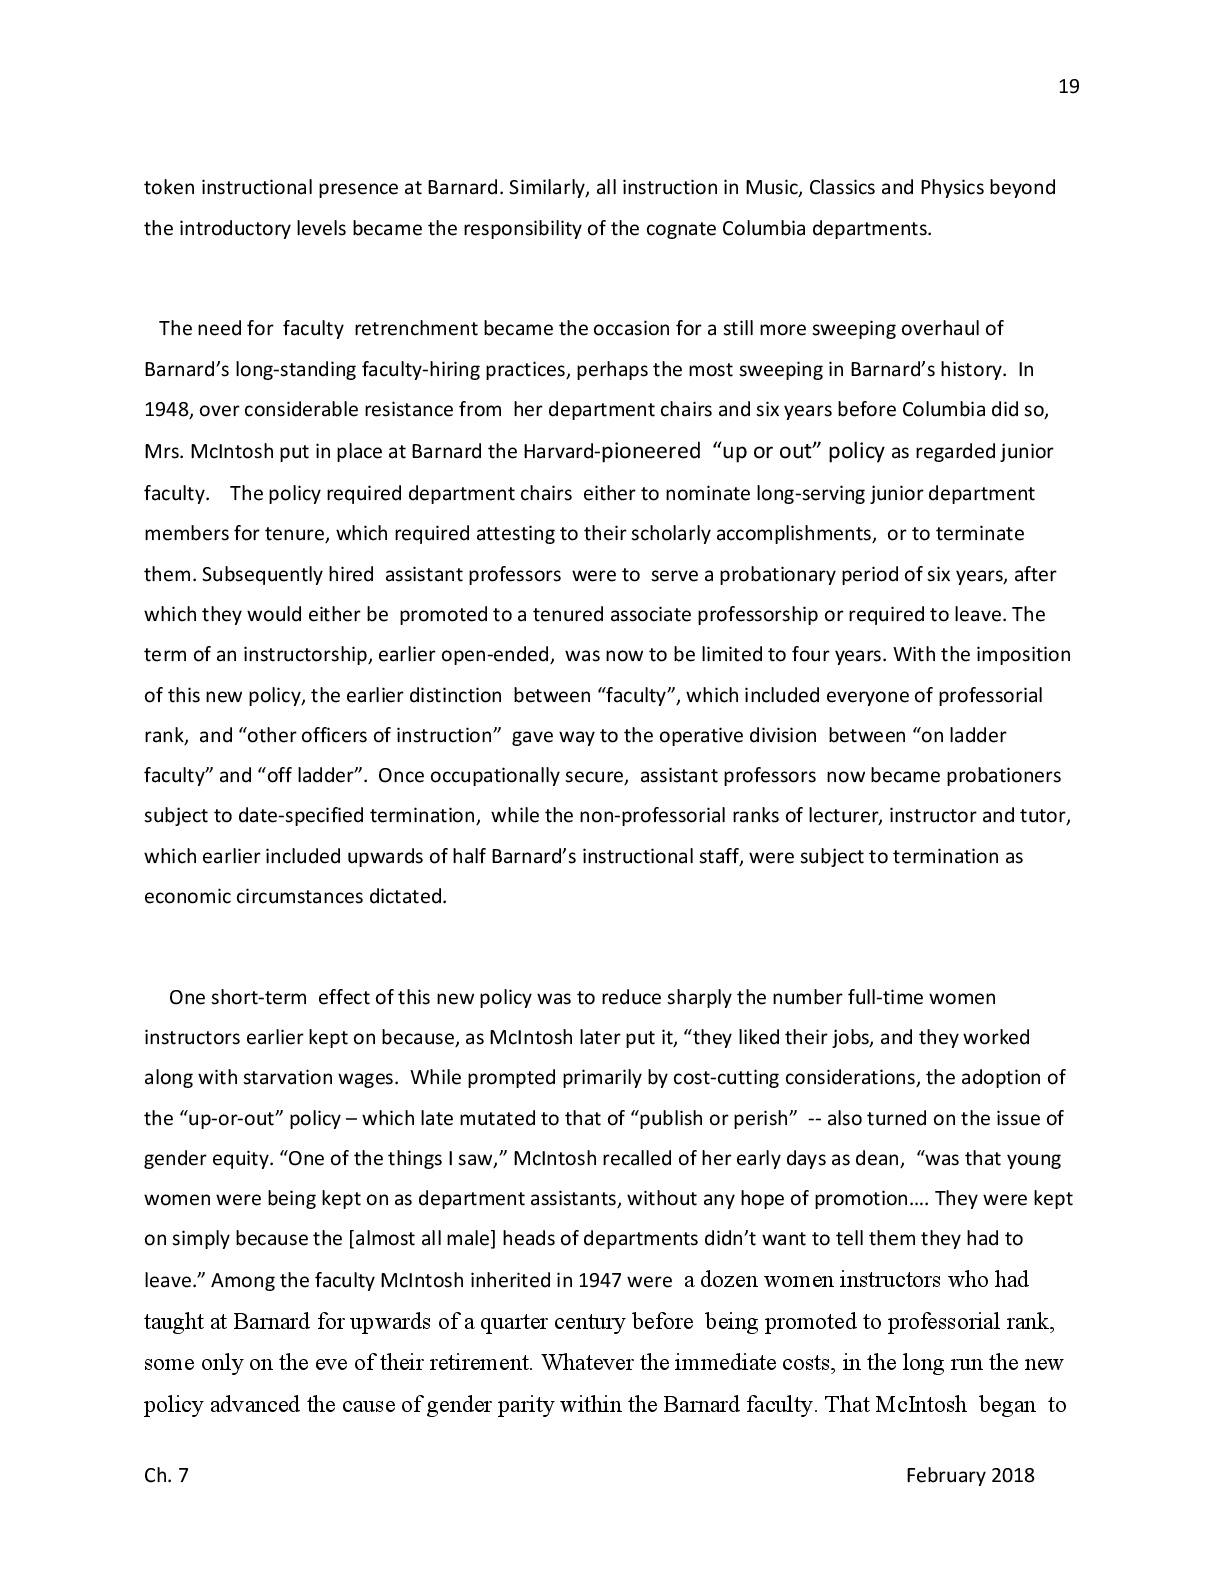 19
token instructional presence at Barnard. Similarly, all instruction in Music, Classics and Physics beyond
the introductory levels became the responsibility of the cognate Columbia departments.
The need for faculty retrenchment became the occasion for a still more sweeping overhaul of
Barnard’s long-standing faculty-hiring practices, perhaps the most sweeping in Barnard’s history. In
1948, over considerable resistance from her department chairs and six years before Columbia did so,
Mrs. McIntosh put in place at Barnard the Harvard-pioneered “up or out” policy as regarded junior
faculty. The policy required department chairs either to nominate long-serving junior department
members for tenure, which required attesting to their scholarly accomplishments, or to terminate
them. Subsequently hired assistant professors were to serve a probationary period of six years, after
which they would either be promoted to a tenured associate professorship or required to leave. The
term of an instructorship, earlier open-ended, was now to be limited to four years. With the imposition
of this new policy, the earlier distinction between “faculty”, which included everyone of professorial
rank, and “other officers of instruction” gave way to the operative division between “on ladder
faculty” and “off ladder”. Once occupationally secure, assistant professors now became probationers
subject to date-specified termination, while the non-professorial ranks of lecturer, instructor and tutor,
which earlier included upwards of half Barnard’s instructional staff, were subject to termination as
economic circumstances dictated.
One short-term effect of this new policy was to reduce sharply the number full-time women
instructors earlier kept on because, as McIntosh later put it, “they liked their jobs, and they worked
along with starvation wages. While prompted primarily by cost-cutting considerations, the adoption of
the “up-or-out” policy – which late mutated to that of “publish or perish” -- also turned on the issue of
gender equity. “One of the things I saw,” McIntosh recalled of her early days as dean, “was that young
women were being kept on as department assistants, without any hope of promotion…. They were kept
on simply because the [almost all male] heads of departments didn’t want to tell them they had to
leave.” Among the faculty McIntosh inherited in 1947 were a dozen women instructors who had
taught at Barnard for upwards of a quarter century before being promoted to professorial rank,
some only on the eve of their retirement. Whatever the immediate costs, in the long run the new
policy advanced the cause of gender parity within the Barnard faculty. That McIntosh began to
Ch. 7 February 2018